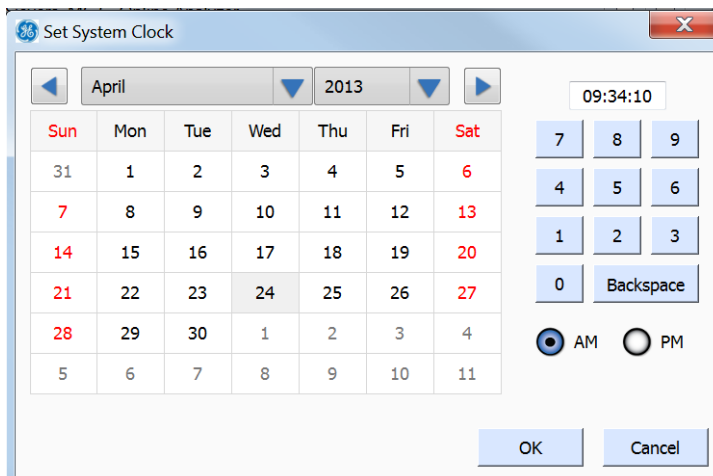 Set System Clock
April 2013
09:34:10
Sun Mon Tue Wed Thu Fri Sat
31 1 2 3 4 5 6
7 8 9 10 11 12 13
14 15 16 17 18 19 20
21 22 23 24 25 26 27
28 29 30 1 2 3 4
5 6 7 8 9 10 11
7 8 9
4 5 6
1 2 3
0 Backspace
AM PM
OK Cancel